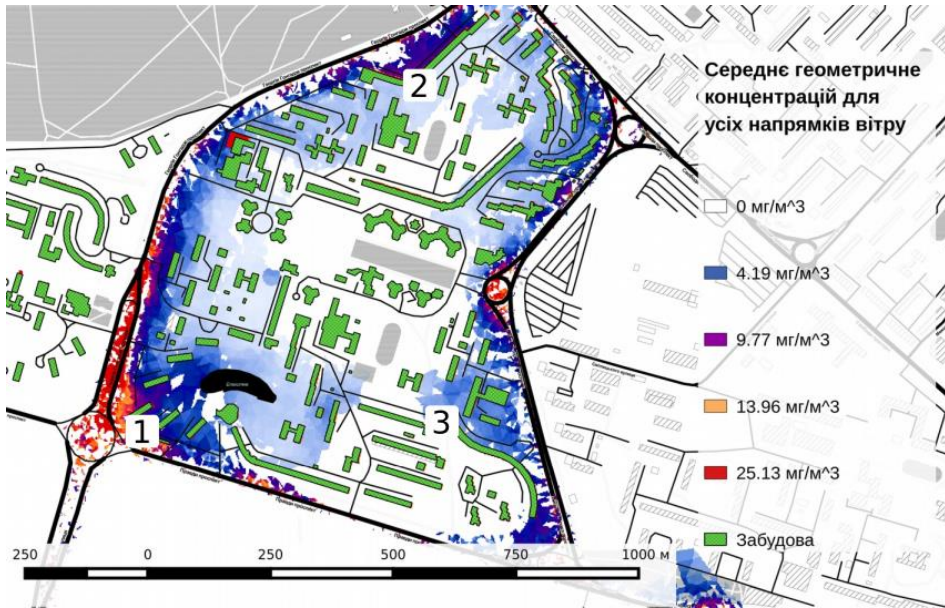 Середнє геометричне
концентрацій для
усіх напрямків вітру
2
0 мг/м^3
4.19 мг/м^3
9.77 мг/м^3
1
3
13.96 мг/м^3
25.13 мг/м^3
Забудова
250
0
250
500
750
1000 м